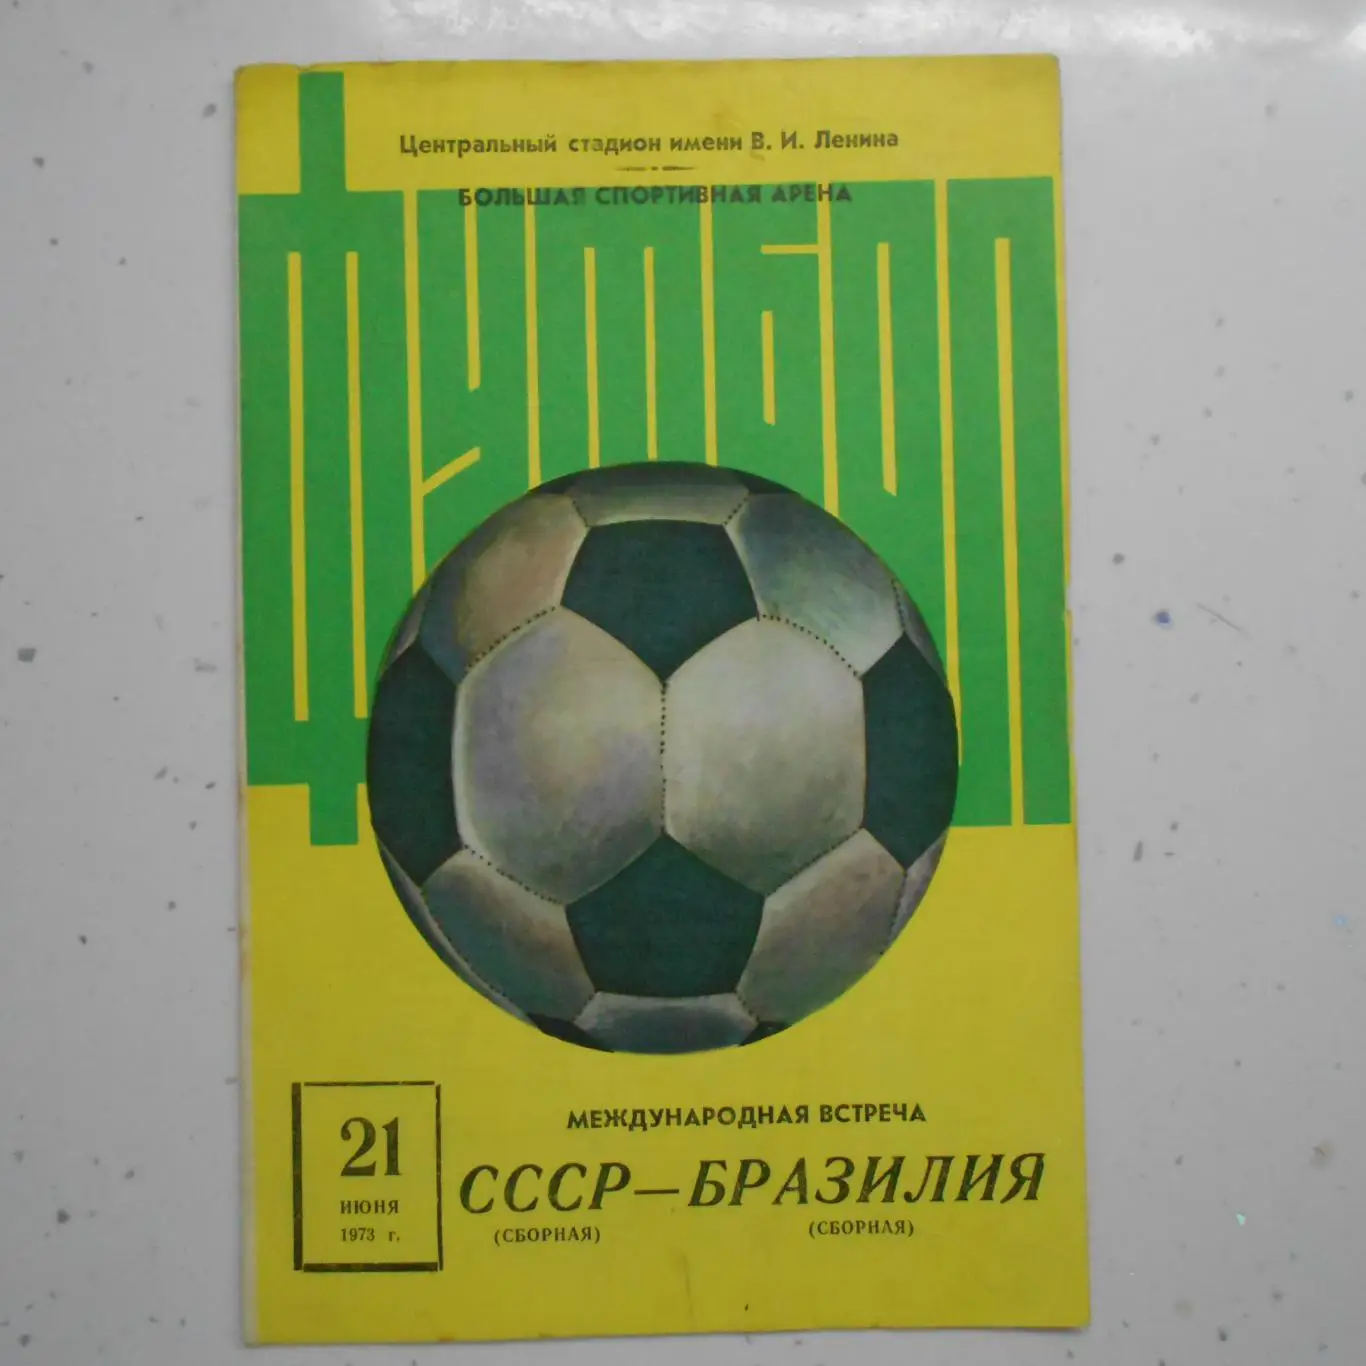 Центральный стадион имени В. И. Ленина
БОЛЬШАЯ СПОРТИВНАЯ АРЕНА
ФУТБОЛ
МЕЖДУНАРОДНАЯ ВСТРЕЧА
21
ИЮНЯ
1973 г.
СССР—БРАЗИЛИЯ
(СБОРНАЯ) (СБОРНАЯ)